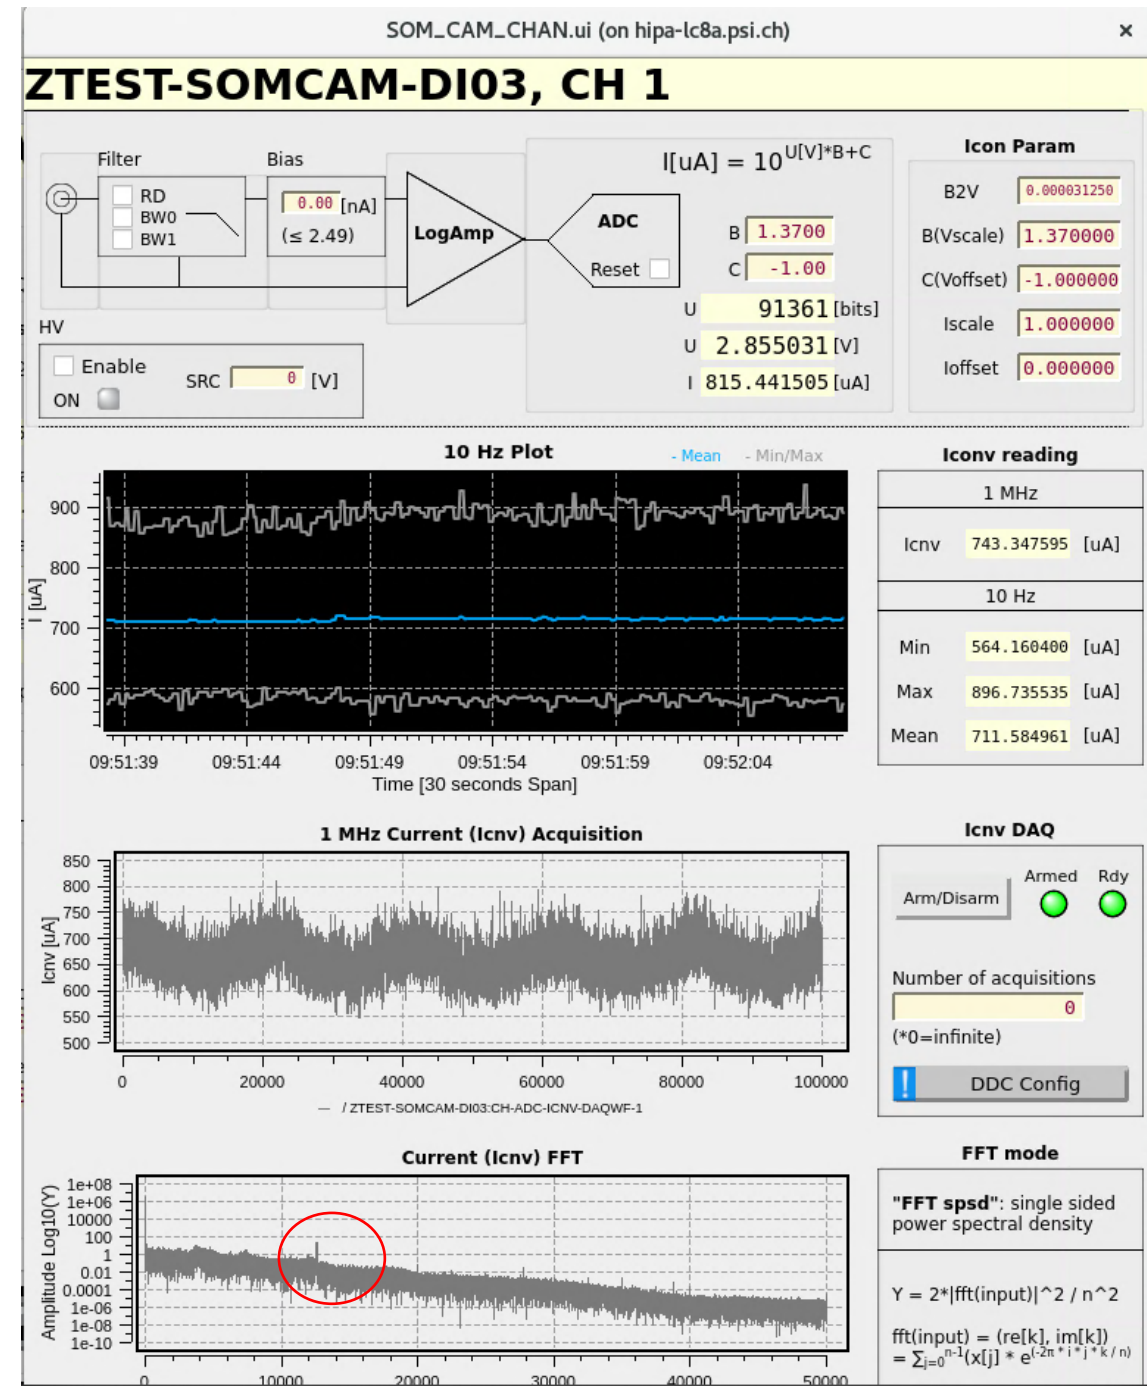 SOM_CAM_CHAN.ui (on hipa-lc8a.psi.ch)
×
ZTEST-SOMCAM-DI03, CH 1
Filter
RD
BW0
BW1
Bias
0.00 [nA]
(≤ 2.49)
LogAmp
ADC
Reset
I[uA] = 10^U[V]*B+C
B 1.3700
C -1.00
U 91361 [bits]
U 2.855031 [V]
I 815.441505 [uA]
HV
Enable
ON
SRC 0 [V]
Icon Param
B2V 0.000031250
B(Vscale) 1.370000
C(Voffset) -1.000000
Iscale 1.000000
Ioffset 0.000000
10 Hz Plot
- Mean - Min/Max
I [uA]
900
800
700
600
09:51:39 09:51:44 09:51:49 09:51:54 09:51:59 09:52:04
Time [30 seconds Span]
Iconv reading
1 MHz
Icnv 743.347595 [uA]
10 Hz
Min 564.160400 [uA]
Max 896.735535 [uA]
Mean 711.584961 [uA]
1 MHz Current (Icnv) Acquisition
Icnv [uA]
850
800
750
700
650
600
550
500
0 20000 40000 60000 80000 100000
— / ZTEST-SOMCAM-DI03:CH-ADC-ICNV-DAQWF-1
Icnv DAQ
Arm/Disarm
Armed Rdy
Number of acquisitions
0
(*0=infinite)
! DDC Config
Current (Icnv) FFT
Amplitude Log10(Y)
1e+08
1e+06
10000
100
1
0.01
0.0001
1e-06
1e-08
1e-10
0 10000 20000 30000 40000 50000
FFT mode
"FFT spsd": single sided
power spectral density
Y = 2*|fft(input)|^2 / n^2
fft(input) = (re[k], im[k])
= ∑j=0^n-1(x[j] * e^(-2π * i * j * k / n)